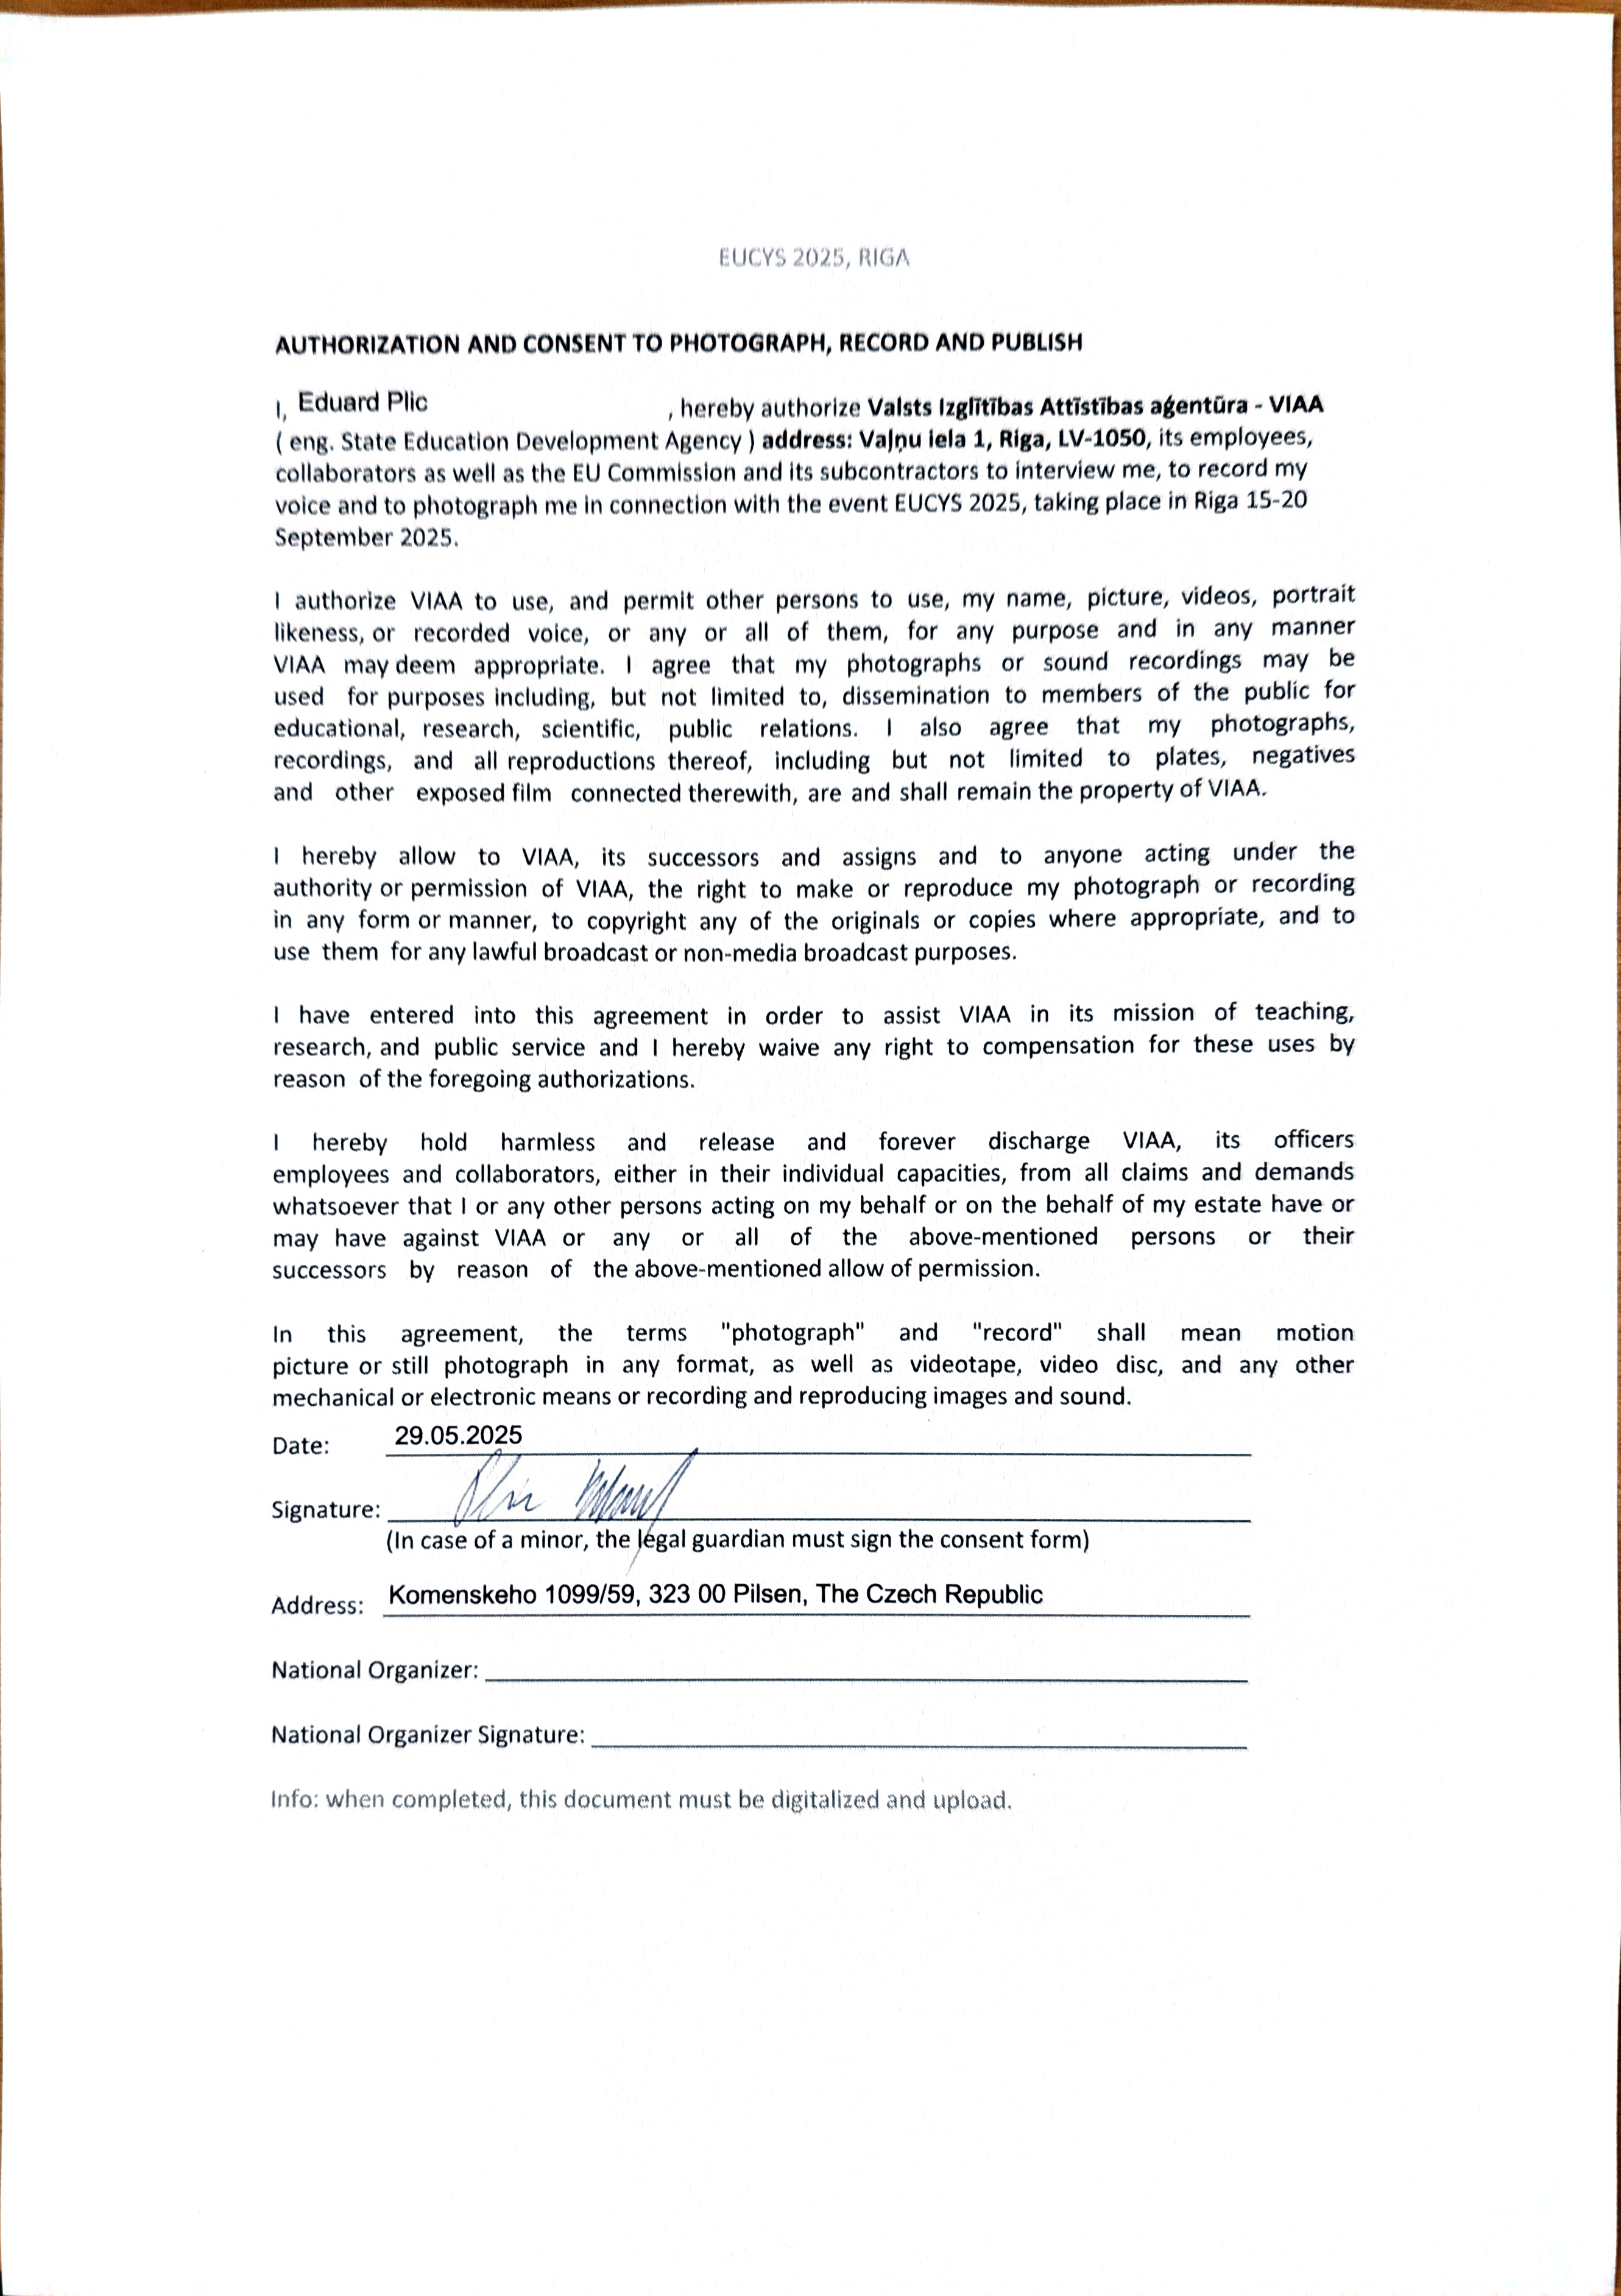 EUCYS 2025, RIGA
AUTHORIZATION AND CONSENT TO PHOTOGRAPH, RECORD AND PUBLISH
I, Eduard Plic , hereby authorize Valsts Izglītības Attīstības aģentūra - VIAA
( eng. State Education Development Agency ) address: Vaļņu iela 1, Riga, LV-1050, its employees,
collaborators as well as the EU Commission and its subcontractors to interview me, to record my
voice and to photograph me in connection with the event EUCYS 2025, taking place in Riga 15-20
September 2025.
I authorize VIAA to use, and permit other persons to use, my name, picture, videos, portrait
likeness, or recorded voice, or any or all of them, for any purpose and in any manner
VIAA may deem appropriate. I agree that my photographs or sound recordings may be
used for purposes including, but not limited to, dissemination to members of the public for
educational, research, scientific, public relations. I also agree that my photographs,
recordings, and all reproductions thereof, including but not limited to plates, negatives
and other exposed film connected therewith, are and shall remain the property of VIAA.
I hereby allow to VIAA, its successors and assigns and to anyone acting under the
authority or permission of VIAA, the right to make or reproduce my photograph or recording
in any form or manner, to copyright any of the originals or copies where appropriate, and to
use them for any lawful broadcast or non-media broadcast purposes.
I have entered into this agreement in order to assist VIAA in its mission of teaching,
research, and public service and I hereby waive any right to compensation for these uses by
reason of the foregoing authorizations.
I hereby hold harmless and release and forever discharge VIAA, its officers
employees and collaborators, either in their individual capacities, from all claims and demands
whatsoever that I or any other persons acting on my behalf or on the behalf of my estate have or
may have against VIAA or any or all of the above-mentioned persons or their
successors by reason of the above-mentioned allow of permission.
In this agreement, the terms "photograph" and "record" shall mean motion
picture or still photograph in any format, as well as videotape, video disc, and any other
mechanical or electronic means or recording and reproducing images and sound.
Date: 29.05.2025
Signature:
(In case of a minor, the legal guardian must sign the consent form)
Address: Komenskeho 1099/59, 323 00 Pilsen, The Czech Republic
National Organizer:
National Organizer Signature:
Info: when completed, this document must be digitalized and upload.